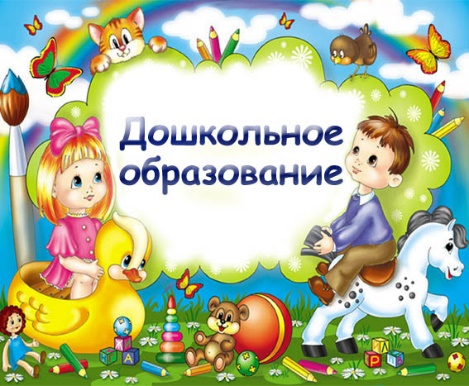 Дошкольное
образование
К А
Р